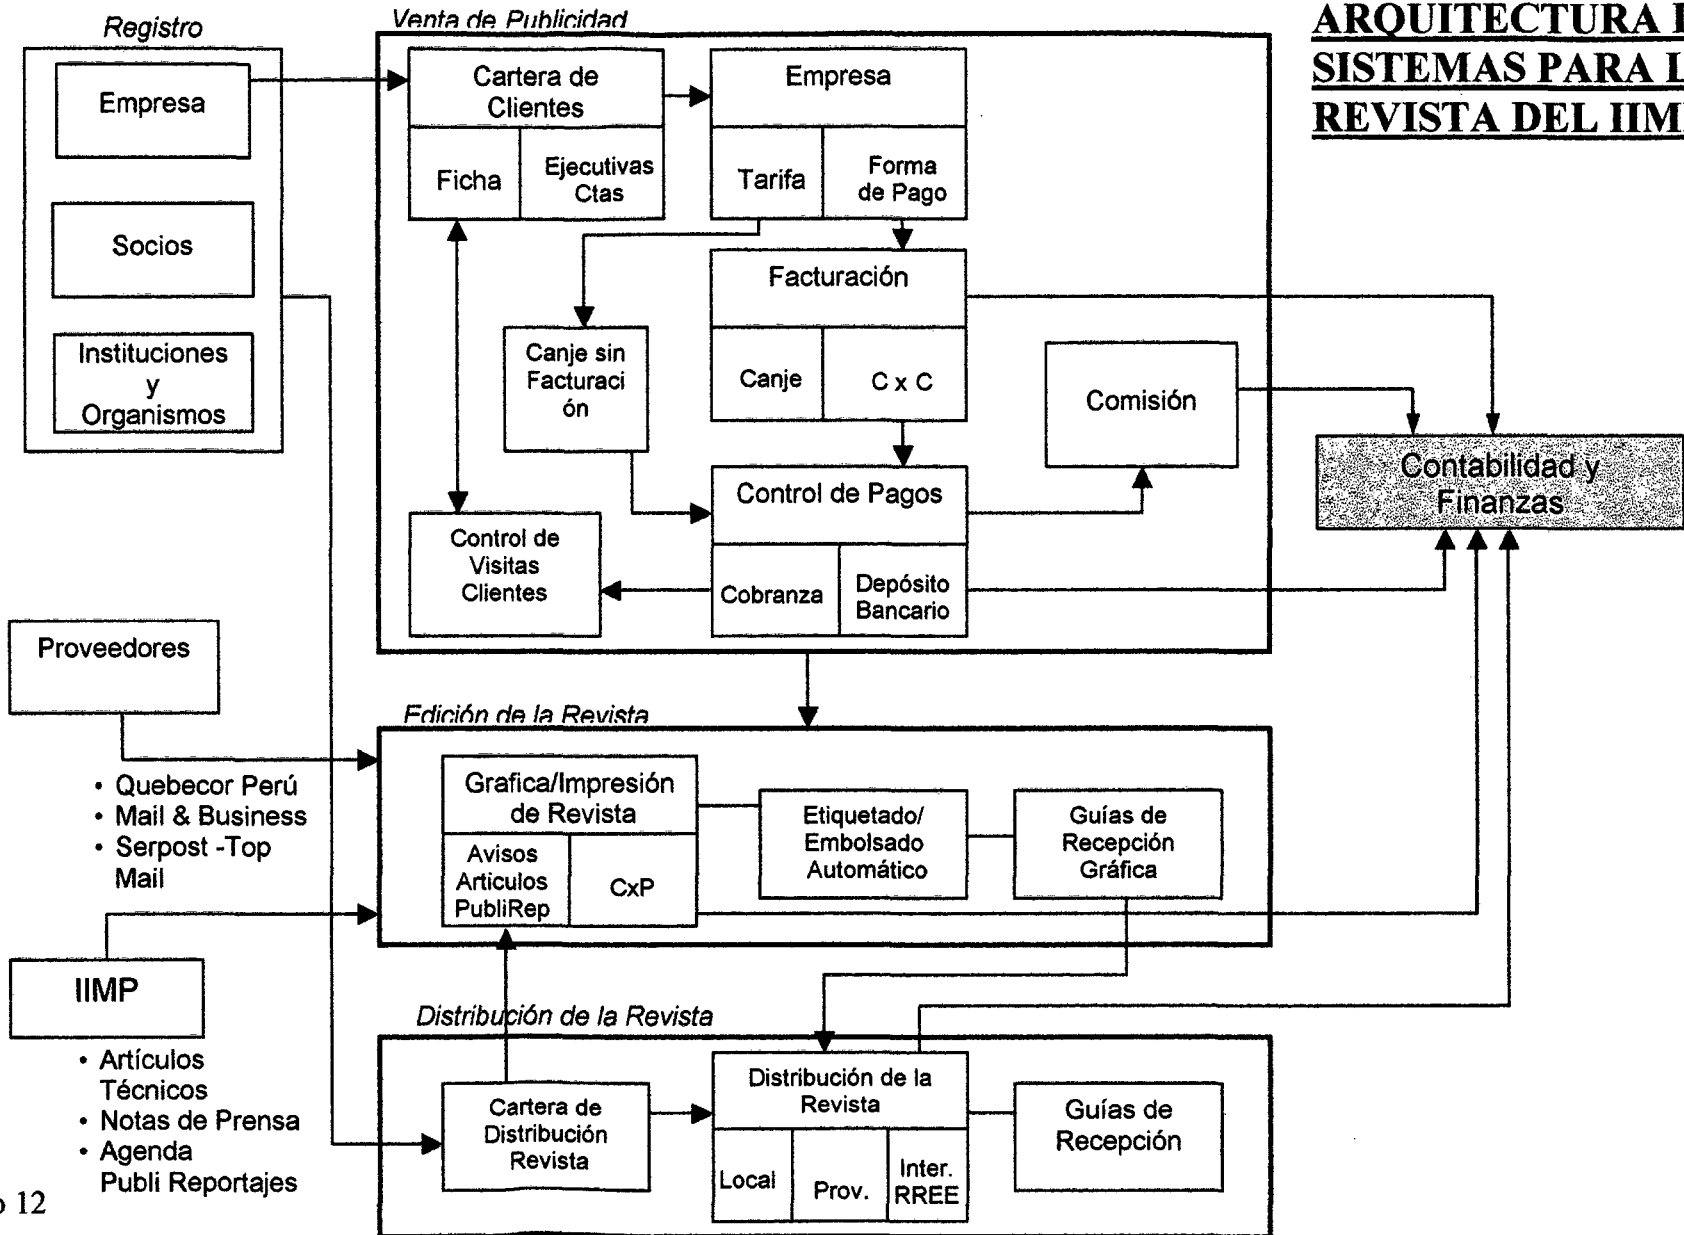 Registro
Empresa
Socios
Instituciones
y
Organismos
Venta de Publicidad
Cartera de
Clientes
Ficha
Ejecutivas
Ctas
Empresa
Tarifa
Forma
de Pago
Facturación
Canje
C x C
Canje sin
Facturaci
ón
Comisión
Control de Pagos
Cobranza
Depósito
Bancario
Control de
Visitas
Clientes
ARQUITECTURA
SISTEMAS PARA
REVISTA DEL
Contabilidad y
Finanzas
Proveedores
• Quebecor Perú
• Mail & Business
• Serpost -Top
Mail
IIMP
• Artículos
Técnicos
• Notas de Prensa
• Agenda
Publi Reportajes
Edición de la Revista
Grafica/Impresión
de Revista
Avisos
Articulos
PubliRep
CxP
Etiquetado/
Embolsado
Automático
Guías de
Recepción
Gráfica
Distribución de la Revista
Cartera de
Distribución
Revista
Distribución de la
Revista
Local
Prov.
Inter.
RREE
Guías de
Recepción
12